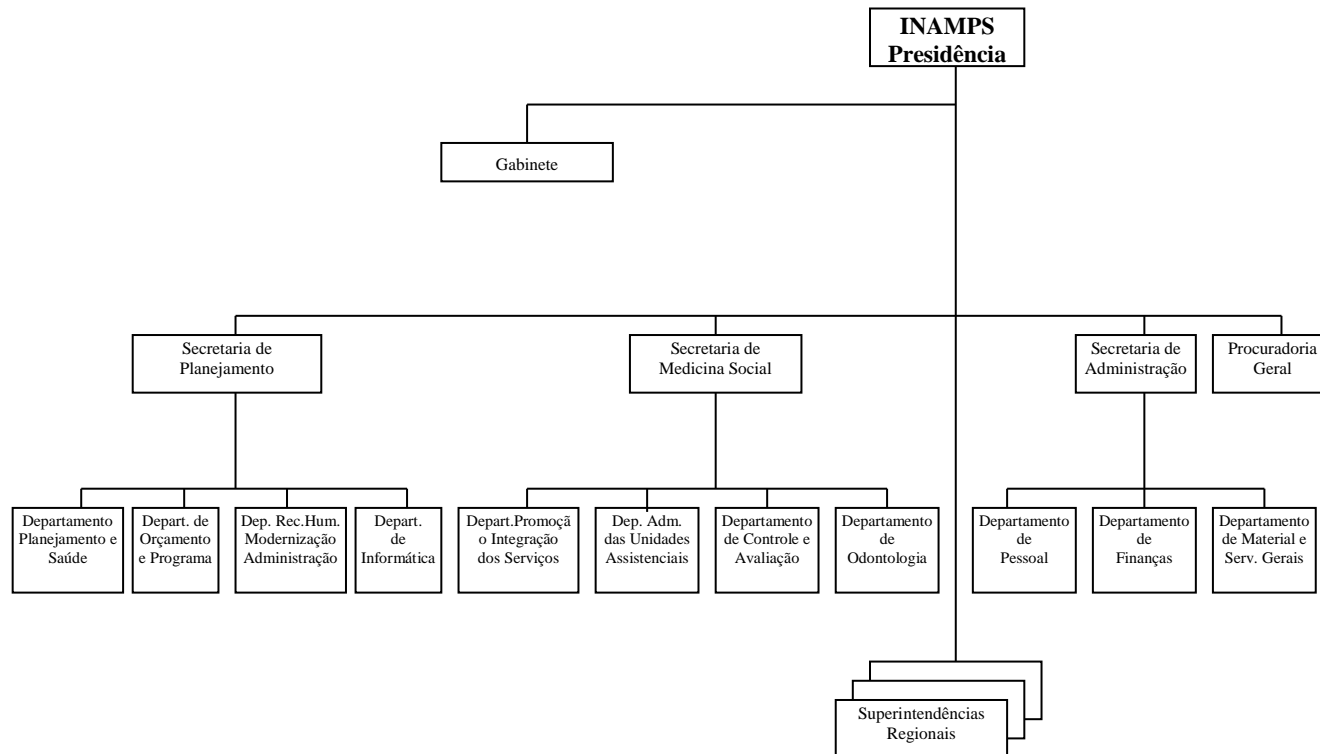 INAMPS
Presidência
Gabinete
Secretaria de
Planejamento
Secretaria de
Medicina Social
Secretaria de
Administração
Procuradoria
Geral
Departamento
Planejamento e
Saúde
Depart. de
Orçamento
e Programa
Dep. Rec.Hum.
Modernização
Administração
Depart.
de
Informática
Depart.Promoçã
o Integração
dos Serviços
Dep. Adm.
das Unidades
Assistenciais
Departamento
de Controle e
Avaliação
Departamento
de
Odontologia
Departamento
de
Pessoal
Departamento
de
Finanças
Departamento
de Material e
Serv. Gerais
Superintendências
Regionais